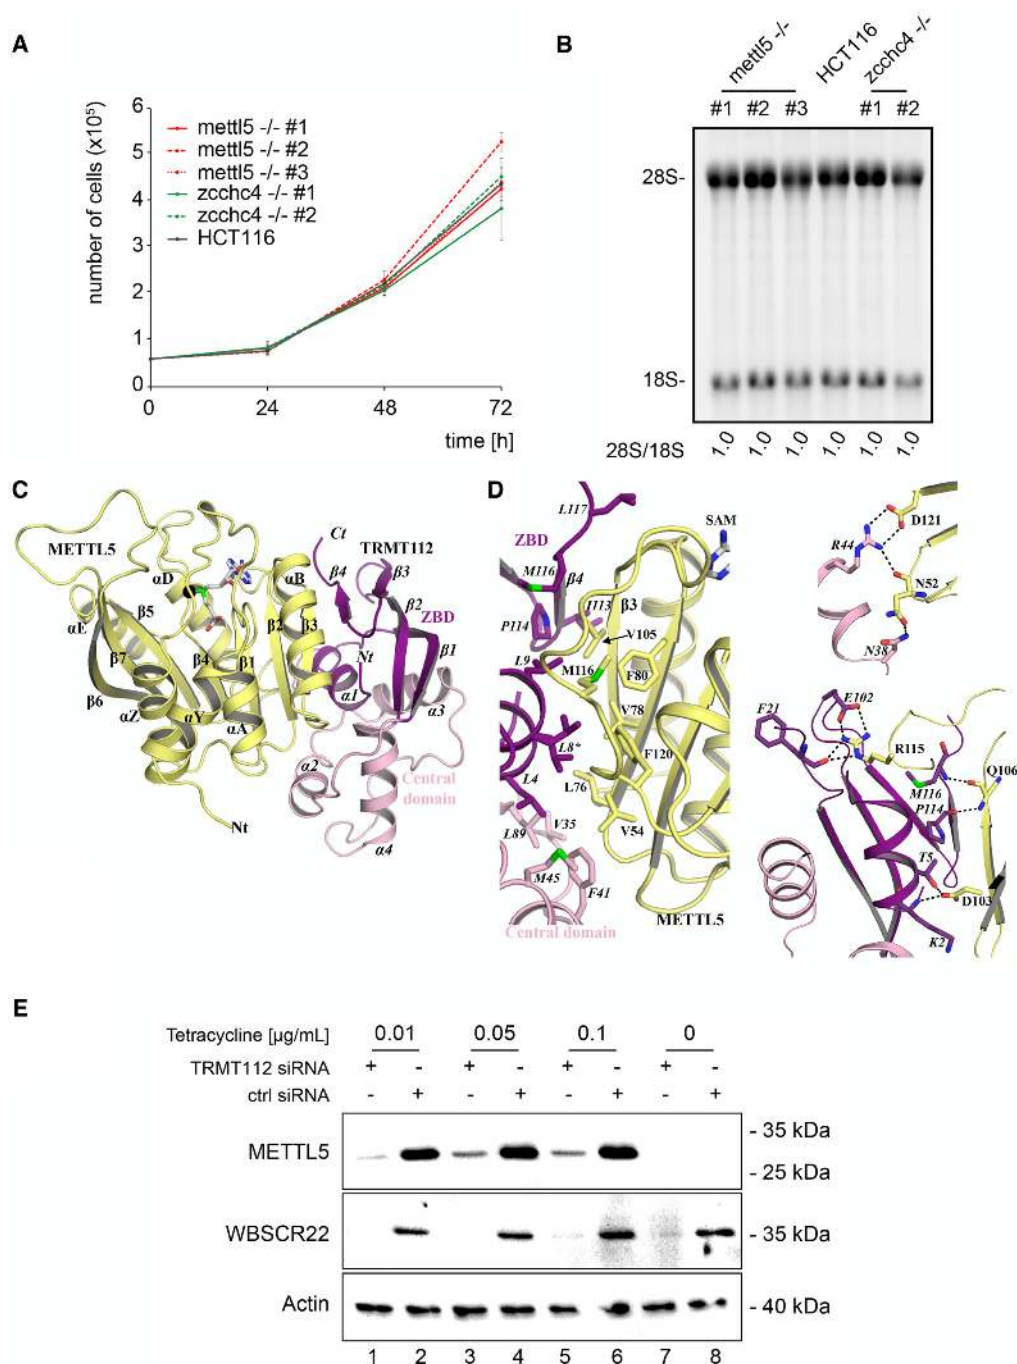 A
number of cells (x10⁵)
6
5
4
3
2
1
0
mettl5 -/- #1
mettl5 -/- #2
mettl5 -/- #3
zcchc4 -/- #1
zcchc4 -/- #2
HCT116
0 24 48 72
time [h]
B
mettl5 -/- HCT116 zcchc4 -/-
#1 #2 #3 #1 #2
28S-
18S-
28S/18S 1.0 1.0 1.0 1.0 1.0 1.0
C
METTL5
Ct
TRMT112
β4
β3
αD
αB
ZBD
αE
β5
β2
β3
β2
β7
β4
β1
Nt
β1
β6
αZ
αY
αA
α1
α3
α2
Central
domain
α4
Nt
D
L117
ZBD
SAM
M116
β4
β3
P114
I113
V105
L9
M116
F80
V78
L8*
F120
L4
L76
V54
L89
V35
M45
F41
METTL5
Central domain
D121
R44
N52
N38
F21
E102
R115
Q106
M116
P114
T5
D103
K2
E
Tetracycline [µg/mL] 0.01 0.05 0.1 0
TRMT112 siRNA + - + - + - + -
ctrl siRNA - + - + - + - +
METTL5
- 35 kDa
- 25 kDa
WBSCR22
- 35 kDa
Actin
- 40 kDa
1 2 3 4 5 6 7 8